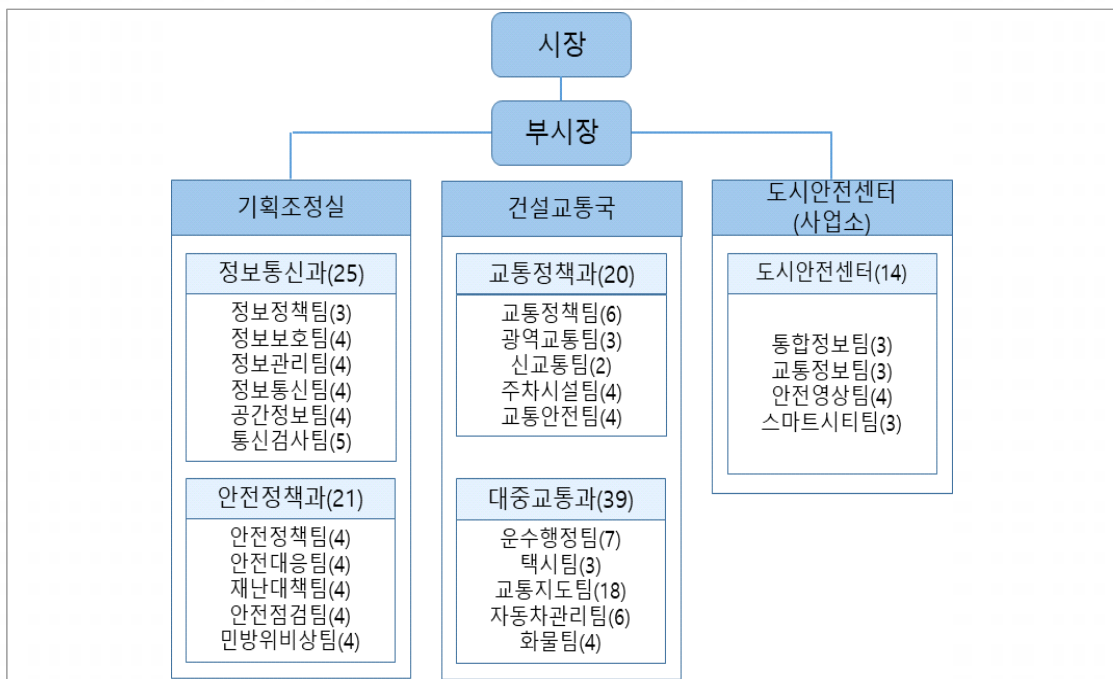 시장
부시장
기획조정실
정보통신과(25)
정보정책팀(3)
정보보호팀(4)
정보관리팀(4)
정보통신팀(4)
공간정보팀(4)
통신검사팀(5)
안전정책과(21)
안전정책팀(4)
안전대응팀(4)
재난대책팀(4)
안전점검팀(4)
민방위비상팀(4)
건설교통국
교통정책과(20)
교통정책팀(6)
광역교통팀(3)
신교통팀(2)
주차시설팀(4)
교통안전팀(4)
대중교통과(39)
운수행정팀(7)
택시팀(3)
교통지도팀(18)
자동차관리팀(6)
화물팀(4)
도시안전센터
(사업소)
도시안전센터(14)
통합정보팀(3)
교통정보팀(3)
안전영상팀(4)
스마트시티팀(3)